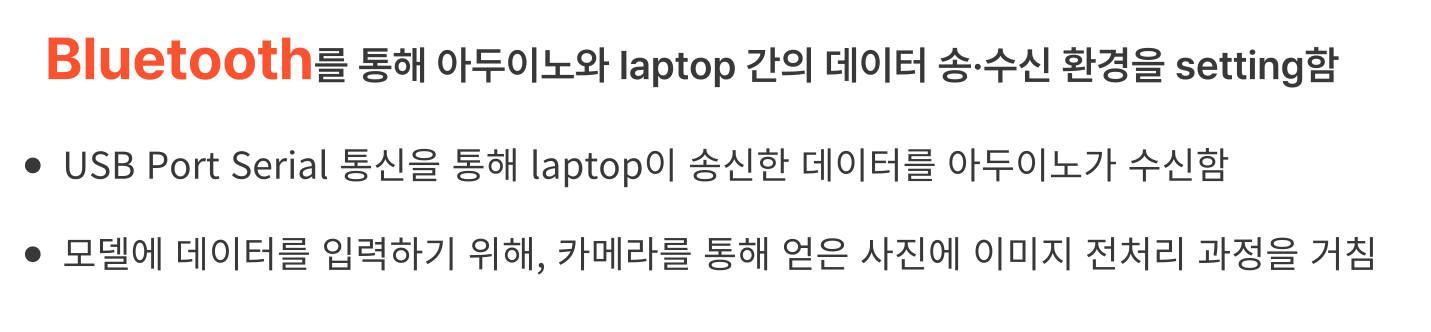 Bluetooth를 통해 아두이노와 laptop 간의 데이터 송·수신 환경을 setting함
• USB Port Serial 통신을 통해 laptop이 송신한 데이터를 아두이노가 수신함
• 모델에 데이터를 입력하기 위해, 카메라를 통해 얻은 사진에 이미지 전처리 과정을 거침